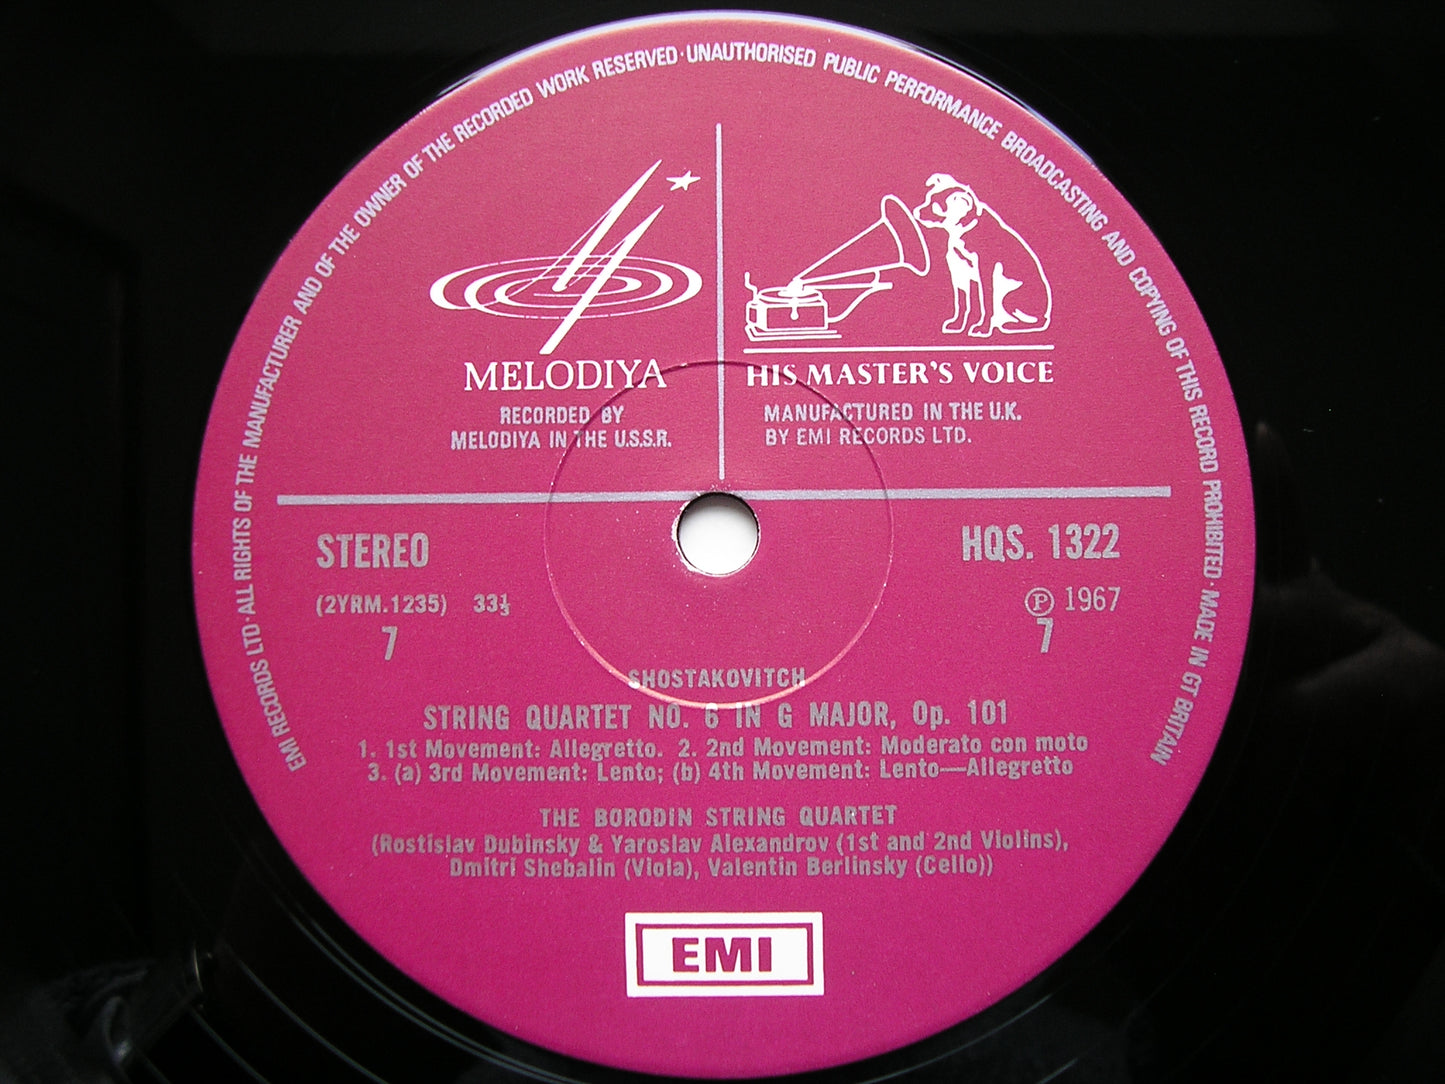 EMI RECORDS LTD · ALL RIGHTS OF THE MANUFACTURER AND OF THE OWNER OF THE RECORDED WORK RESERVED · UNAUTHORISED PUBLIC PERFORMANCE BROADCASTING AND COPYING OF THIS RECORD PROHIBITED · MADE IN GT BRITAIN
MELODIYA
RECORDED BY
MELODIYA IN THE U.S.S.R.
HIS MASTER'S VOICE
MANUFACTURED IN THE U.K.
BY EMI RECORDS LTD.
STEREO
HQS. 1322
(2YRM.1235) 33⅓
℗ 1967
7
7
SHOSTAKOVITCH
STRING QUARTET NO. 6 IN G MAJOR, Op. 101
1. 1st Movement: Allegretto. 2. 2nd Movement: Moderato con moto
3. (a) 3rd Movement: Lento; (b) 4th Movement: Lento—Allegretto
THE BORODIN STRING QUARTET
(Rostislav Dubinsky & Yaroslav Alexandrov (1st and 2nd Violins),
Dmitri Shebalin (Viola), Valentin Berlinsky (Cello))
EMI